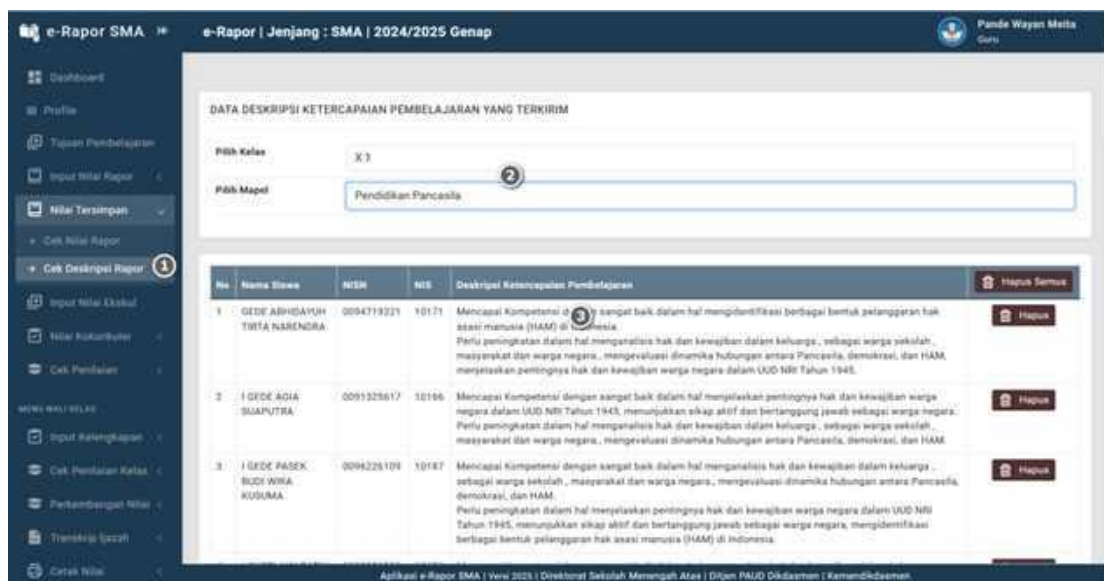 e-Rapor SMA
e-Rapor | Jenjang : SMA | 2024/2025 Genap
Pande Wayan Meita
Guru
Dashboard
Profile
Tujuan Pembelajaran
Input Nilai Rapor
Nilai Tersimpan
Cek Nilai Rapor
Cek Deskripsi Rapor 1
Input Nilai Ekskul
Nilai Kokurikuler
Cek Penilaian
MENU WALI KELAS
Input Kelengkapan
Cek Penilaian Kelas
Perkembangan Nilai
Transkrip Ijazah
Cetak Nilai
DATA DESKRIPSI KETERCAPAIAN PEMBELAJARAN YANG TERKIRIM
Pilih Kelas
X 1
2
Pilih Mapel
Pendidikan Pancasila
No Nama Siswa NISN NIS Deskripsi Ketercapaian Pembelajaran Hapus Semua
1 GEDE ABHIDAYUH 0094719221 10171 Mencapai Kompetensi 3 sangat baik dalam hal mengidentifikasi berbagai bentuk pelanggaran hak Hapus
TIRTA NARENDRA asasi manusia (HAM) di Indonesia.
Perlu peningkatan dalam hal menganalisis hak dan kewajiban dalam keluarga , sebagai warga sekolah ,
masyarakat dan warga negara., mengevaluasi dinamika hubungan antara Pancasila, demokrasi, dan HAM,
menjelaskan pentingnya hak dan kewajiban warga negara dalam UUD NRI Tahun 1945.
2 I GEDE AGIA 0091325617 10186 Mencapai Kompetensi dengan sangat baik dalam hal menjelaskan pentingnya hak dan kewajiban warga Hapus
SUAPUTRA negara dalam UUD NRI Tahun 1945, menunjukkan sikap aktif dan bertanggung jawab sebagai warga negara.
Perlu peningkatan dalam hal menganalisis hak dan kewajiban dalam keluarga , sebagai warga sekolah ,
masyarakat dan warga negara., mengevaluasi dinamika hubungan antara Pancasila, demokrasi, dan HAM.
3 I GEDE PASEK 0096226109 10187 Mencapai Kompetensi dengan sangat baik dalam hal menganalisis hak dan kewajiban dalam keluarga , Hapus
BUDI WIRA sebagai warga sekolah , masyarakat dan warga negara., mengevaluasi dinamika hubungan antara Pancasila,
KUSUMA demokrasi, dan HAM.
Perlu peningkatan dalam hal menjelaskan pentingnya hak dan kewajiban warga negara dalam UUD NRI
Tahun 1945, menunjukkan sikap aktif dan bertanggung jawab sebagai warga negara, mengidentifikasi
berbagai bentuk pelanggaran hak asasi manusia (HAM) di Indonesia.
Aplikasi e-Rapor SMA | Versi 2025 | Direktorat Sekolah Menengah Atas | Ditjen PAUD Dikdasmen | Kemendikdasmen